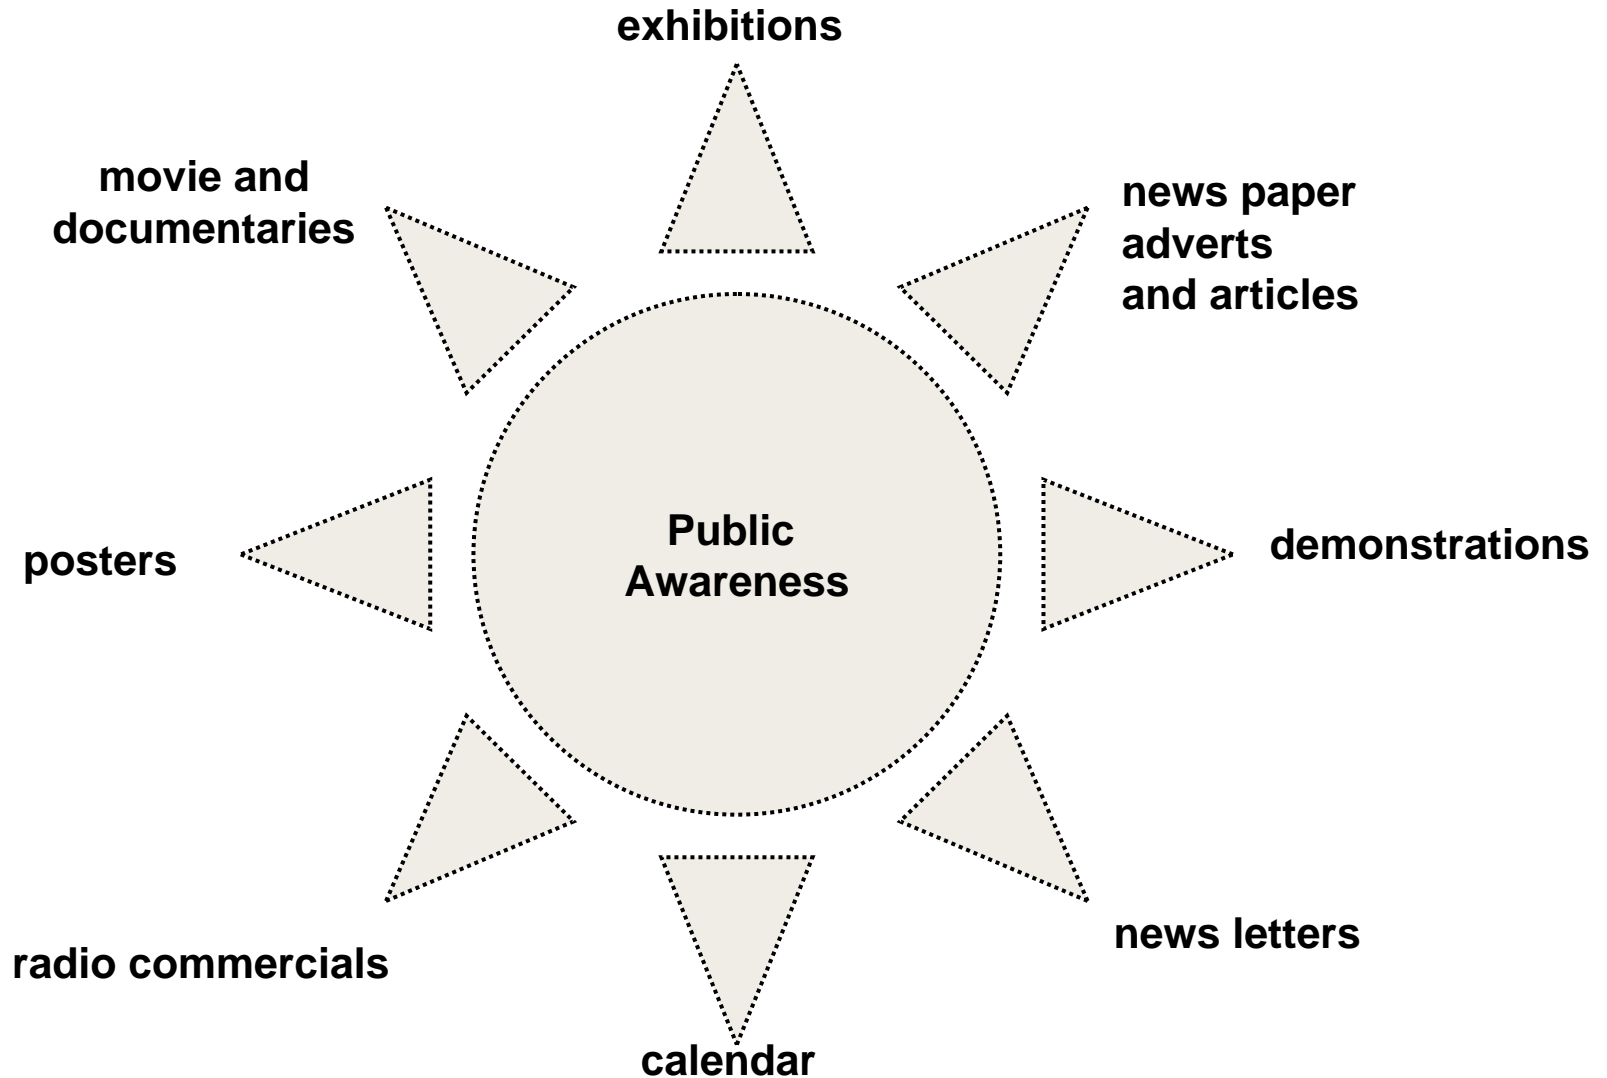 exhibitions
movie and
documentaries
news paper
adverts
and articles
posters
Public
Awareness
demonstrations
radio commercials
news letters
calendar